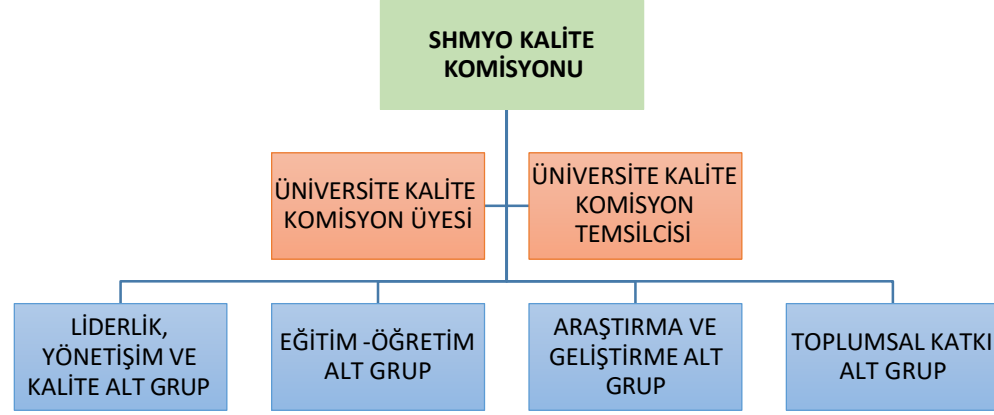 SHMYO KALİTE
KOMİSYONU
ÜNİVERSİTE KALİTE
KOMİSYON ÜYESİ
ÜNİVERSİTE KALİTE
KOMİSYON
TEMSİLCİSİ
LİDERLİK,
YÖNETİŞİM VE
KALİTE ALT GRUP
EĞİTİM -ÖĞRETİM
ALT GRUP
ARAŞTIRMA VE
GELİŞTİRME ALT
GRUP
TOPLUMSAL KATKI
ALT GRUP